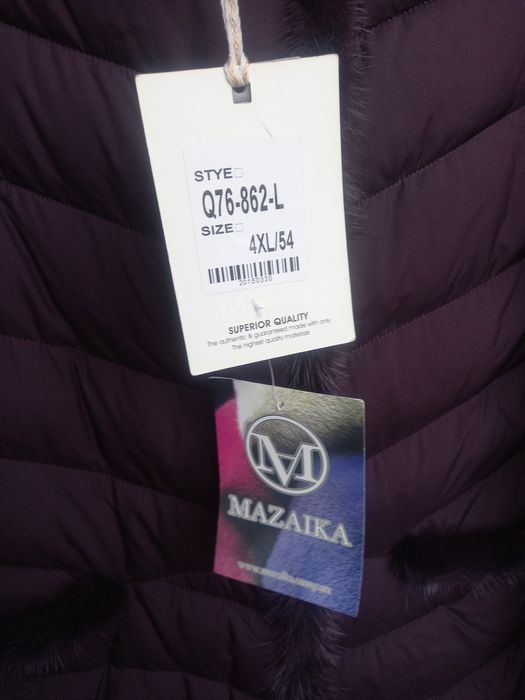 STYE□
Q76-862-L
SIZE□
4XL/54
20150320
SUPERIOR QUALITY
The authentic & guaranteed made with only
The highest quality materials
M
MAZAIKA